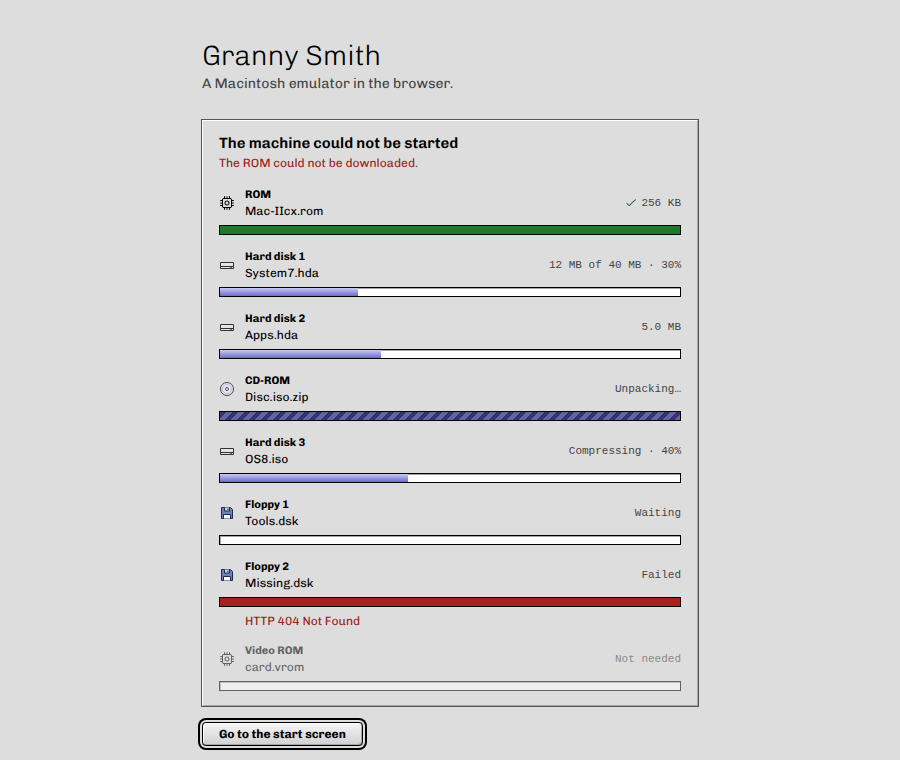 Granny Smith
A Macintosh emulator in the browser.
The machine could not be started
The ROM could not be downloaded.
ROM
Mac-IIcx.rom
256 KB
Hard disk 1
System7.hda
12 MB of 40 MB · 30%
Hard disk 2
Apps.hda
5.0 MB
CD-ROM
Disc.iso.zip
Unpacking…
Hard disk 3
OS8.iso
Compressing · 40%
Floppy 1
Tools.dsk
Waiting
Floppy 2
Missing.dsk
Failed
HTTP 404 Not Found
Video ROM
card.vrom
Not needed
Go to the start screen